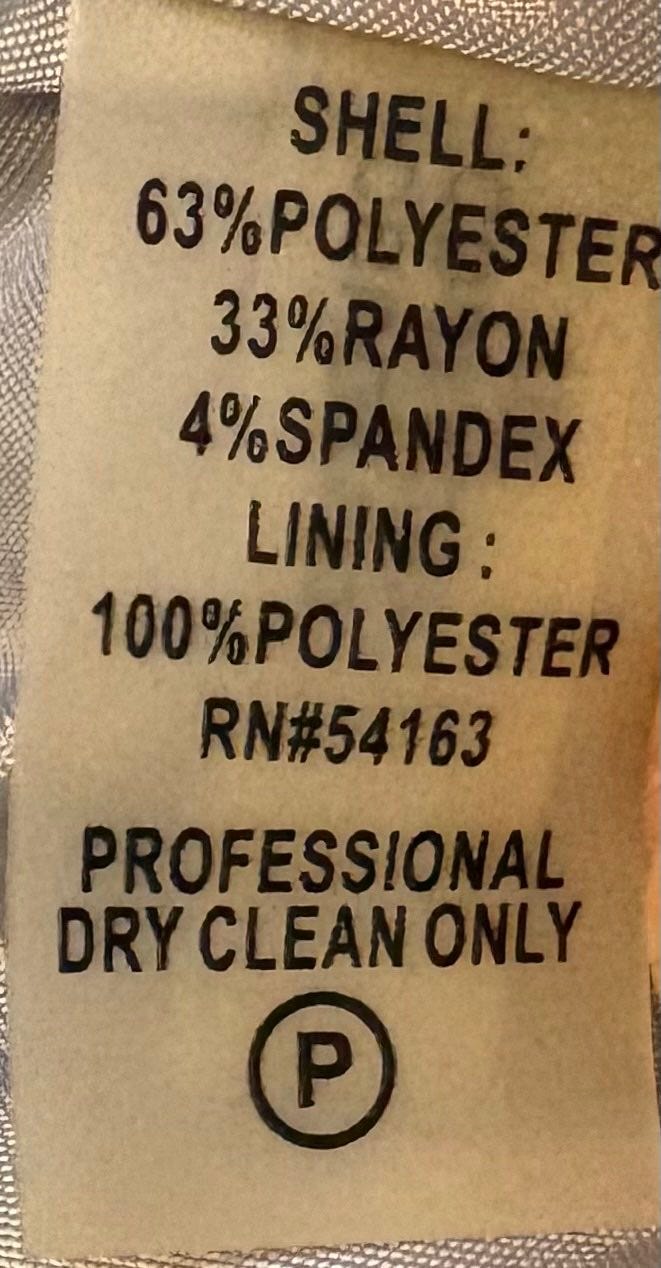 SHELL:
63%POLYESTER
33%RAYON
4%SPANDEX
LINING :
100%POLYESTER
RN#54163
PROFESSIONAL
DRY CLEAN ONLY
P